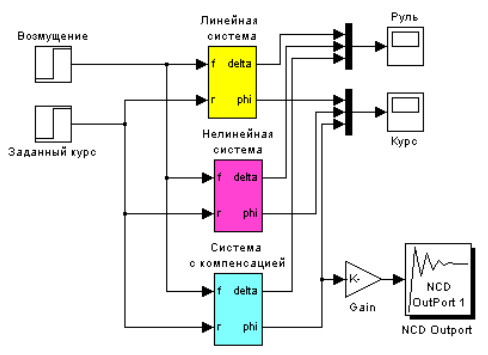 Линейная
система
Руль
Возмущение
f delta
r phi
Заданный курс
Нелинейная
система
Курс
f delta
r phi
Система
с компенсацией
f delta
r phi
K-
Gain
NCD
OutPort 1
NCD Outport